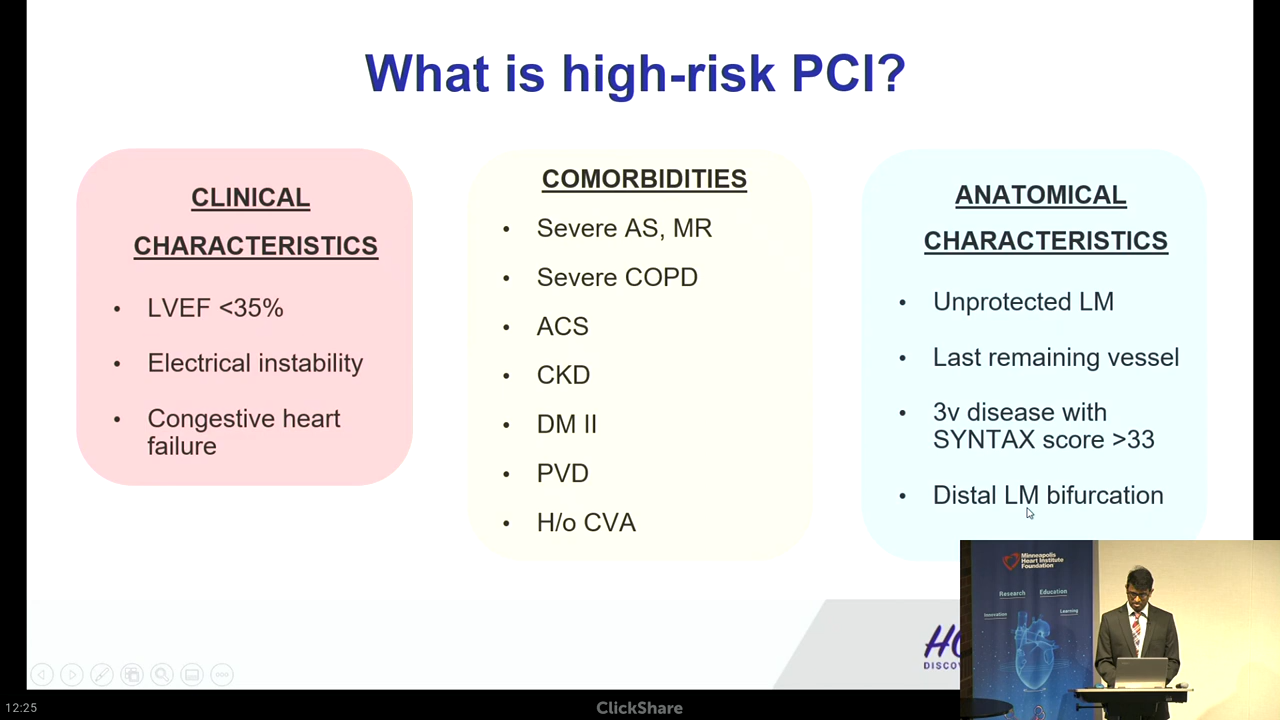 What is high-risk PCI?
CLINICAL
CHARACTERISTICS
• LVEF <35%
• Electrical instability
• Congestive heart
failure
COMORBIDITIES
• Severe AS, MR
• Severe COPD
• ACS
• CKD
• DM II
• PVD
• H/o CVA
ANATOMICAL
CHARACTERISTICS
• Unprotected LM
• Last remaining vessel
• 3v disease with
SYNTAX score >33
• Distal LM bifurcation
Minneapolis
Heart Institute
Foundation
Research
Education
Innovation
Learning
12:25
ClickShare